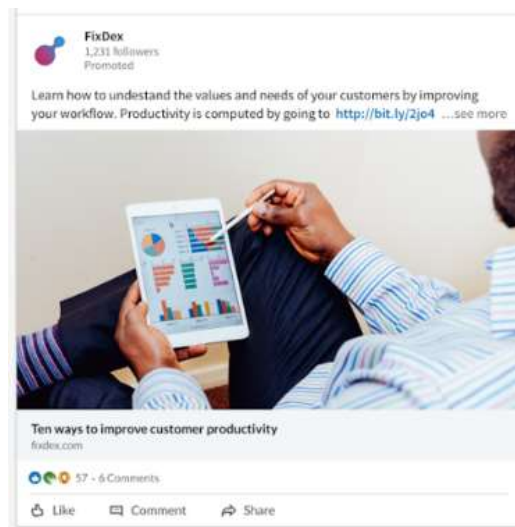 FixDex
1,231 followers
Promoted
Learn how to undestand the values and needs of your customers by improving
your workflow. Productivity is computed by going to http://bit.ly/2jo4 ...see more
Ten ways to improve customer productivity
fixdex.com
57 - 6 Comments
Like Comment Share